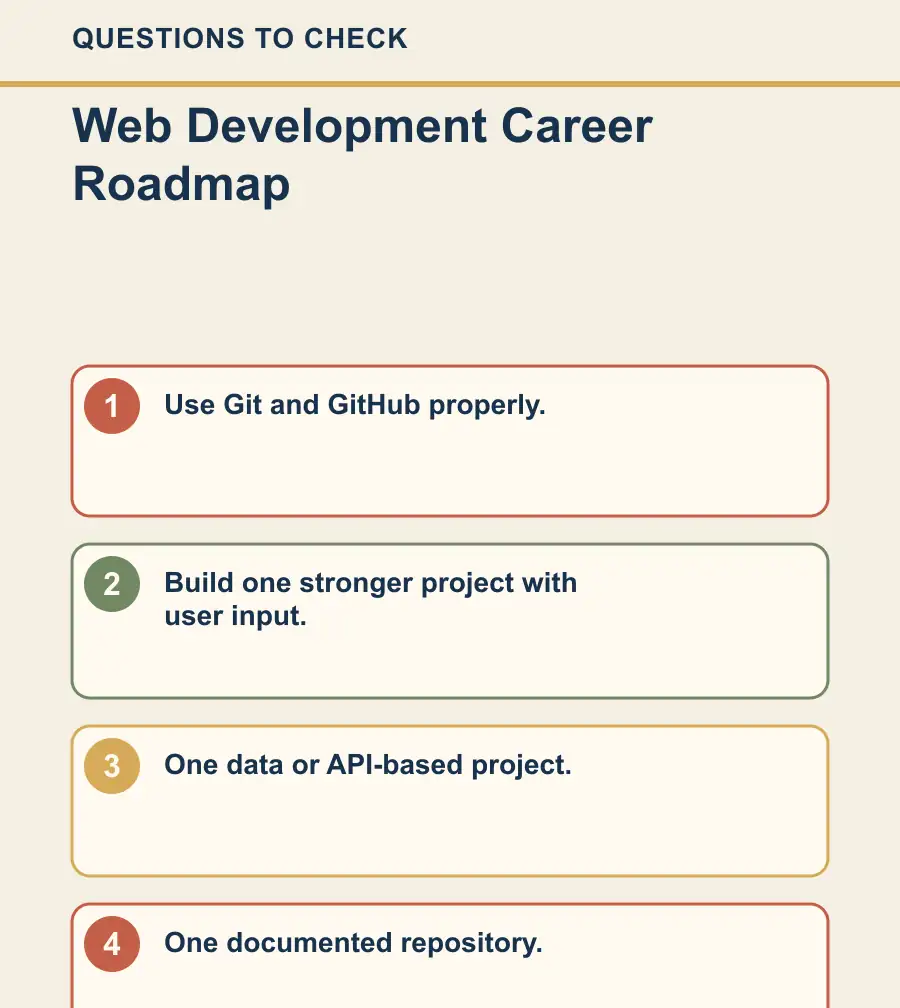 QUESTIONS TO CHECK
Web Development Career
Roadmap
1
Use Git and GitHub properly.
2
Build one stronger project with
user input.
3
One data or API-based project.
4
One documented repository.